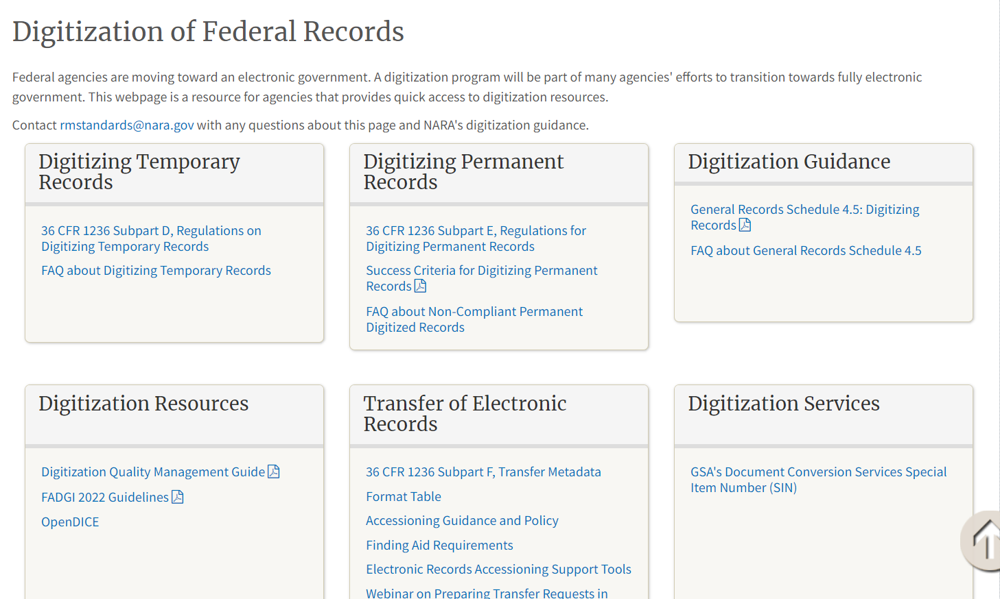 Digitization of Federal Records
Federal agencies are moving toward an electronic government. A digitization program will be part of many agencies' efforts to transition towards fully electronic
government. This webpage is a resource for agencies that provides quick access to digitization resources.
Contact rmstandards@nara.gov with any questions about this page and NARA's digitization guidance.
Digitizing Temporary
Records
36 CFR 1236 Subpart D, Regulations on
Digitizing Temporary Records
FAQ about Digitizing Temporary Records
Digitizing Permanent
Records
36 CFR 1236 Subpart E, Regulations for
Digitizing Permanent Records
Success Criteria for Digitizing Permanent
Records
FAQ about Non-Compliant Permanent
Digitized Records
Digitization Guidance
General Records Schedule 4.5: Digitizing
Records
FAQ about General Records Schedule 4.5
Digitization Resources
Digitization Quality Management Guide
FADGI 2022 Guidelines
OpenDICE
Transfer of Electronic
Records
36 CFR 1236 Subpart F, Transfer Metadata
Format Table
Accessioning Guidance and Policy
Finding Aid Requirements
Electronic Records Accessioning Support Tools
Webinar on Preparing Transfer Requests in
Digitization Services
GSA's Document Conversion Services Special
Item Number (SIN)